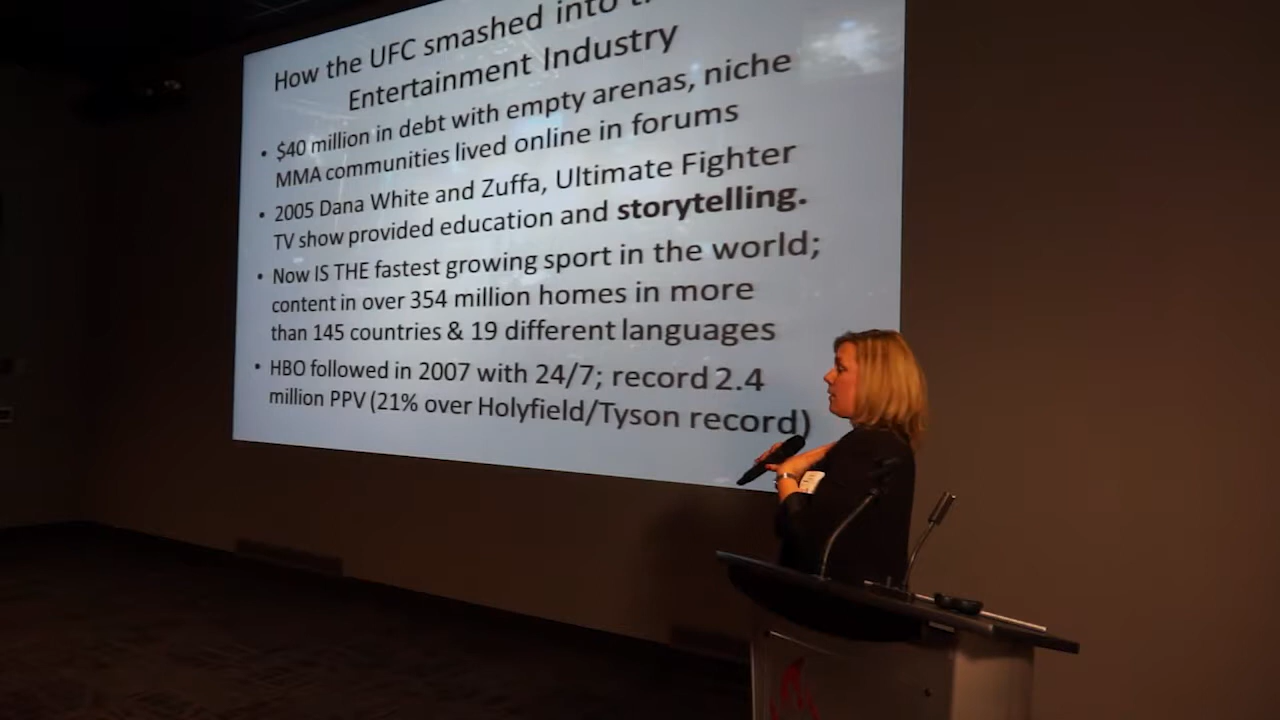 How the UFC smashed into
Entertainment Industry
• $40 million in debt with empty arenas, niche
MMA communities lived online in forums
• 2005 Dana White and Zuffa, Ultimate Fighter
TV show provided education and storytelling.
• Now IS THE fastest growing sport in the world;
content in over 354 million homes in more
than 145 countries & 19 different languages
• HBO followed in 2007 with 24/7; record 2.4
million PPV (21% over Holyfield/Tyson record)